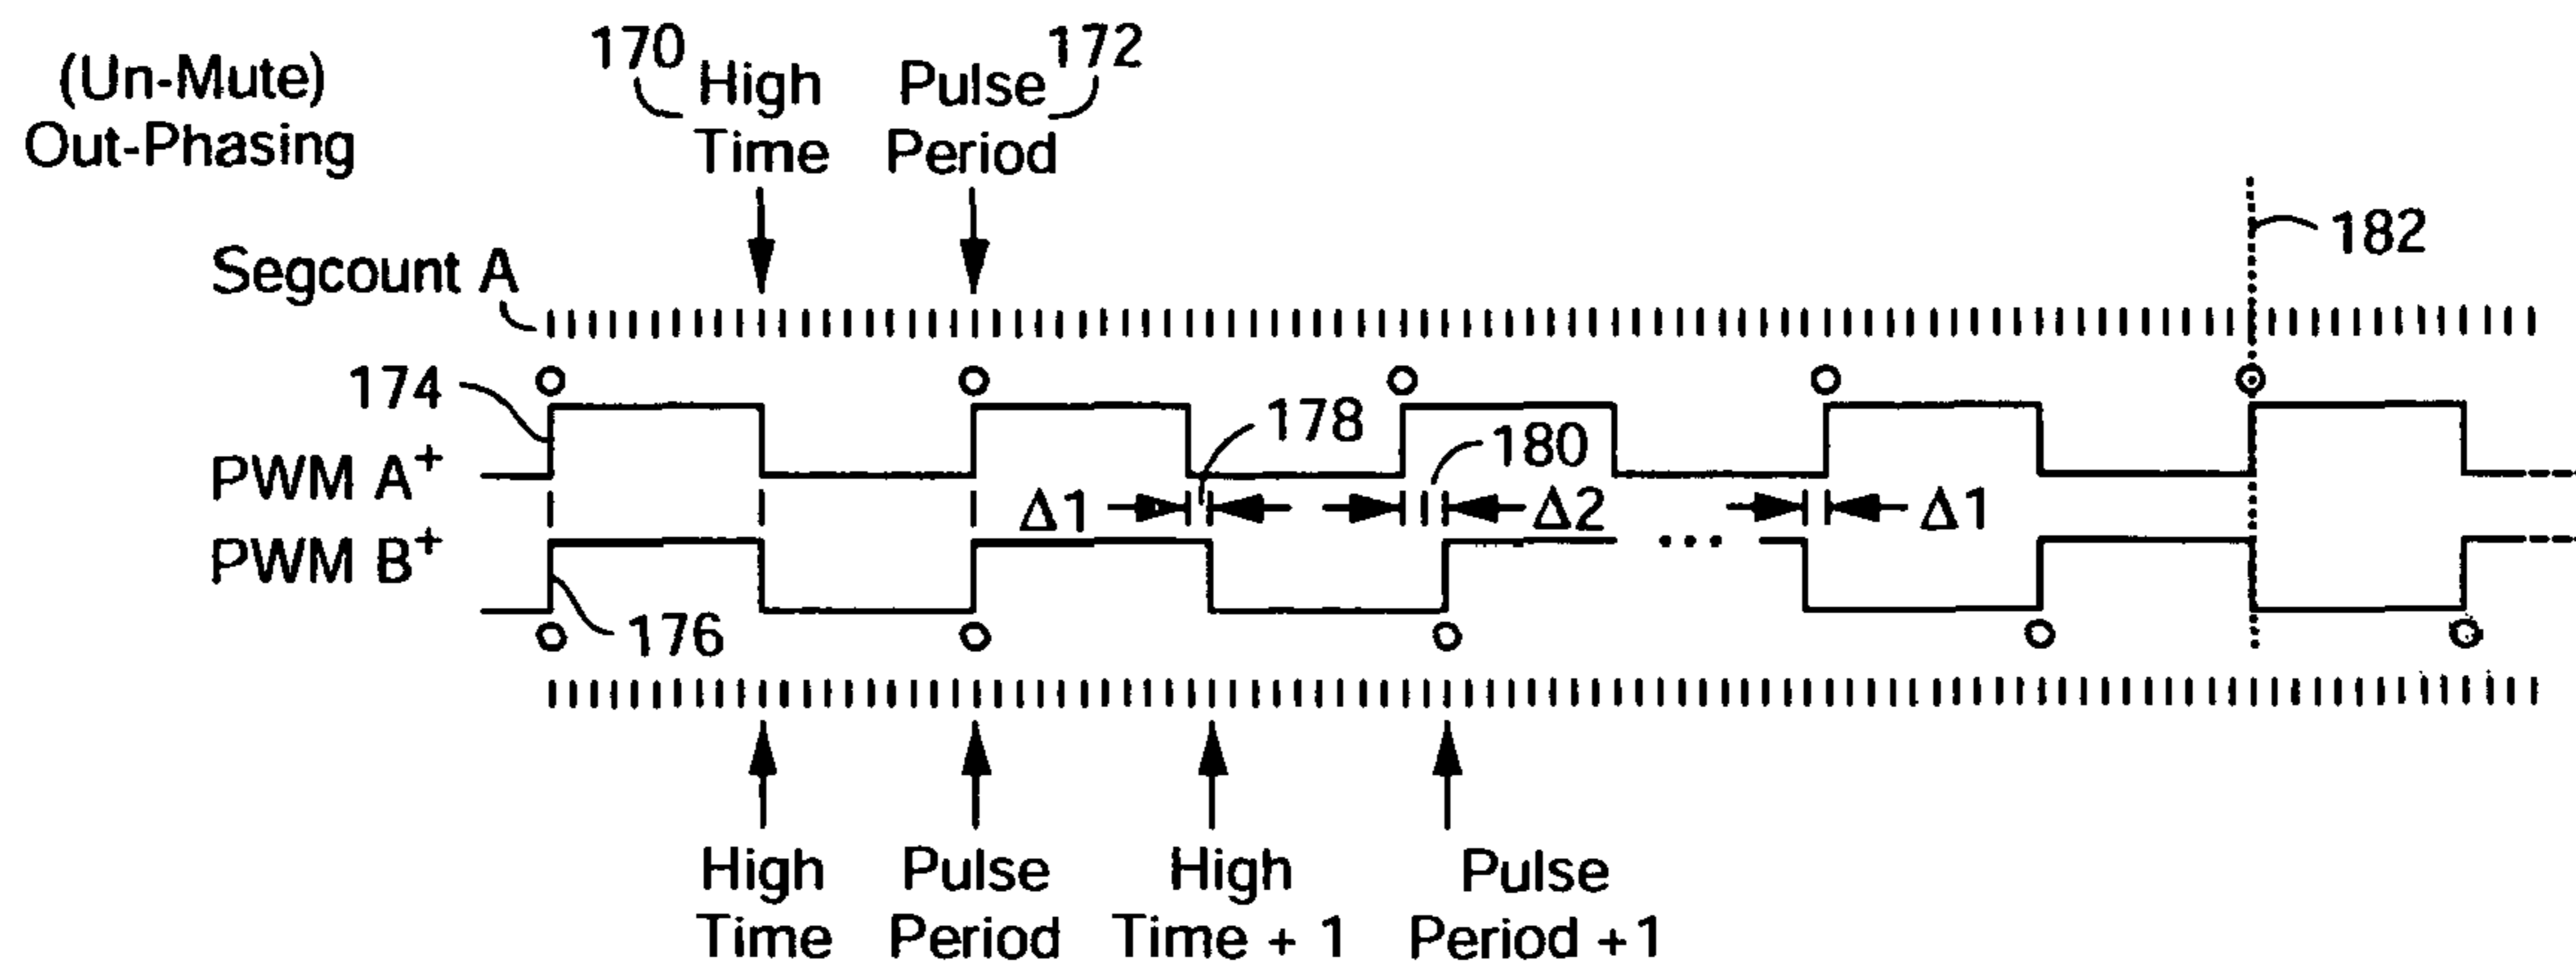 (Un-Mute)
Out-Phasing
170
High
Time
Pulse
Period
172
Segcount A
182
174
PWM A+
178
180
Δ1
Δ2
Δ1
PWM B+
...
176
High
Time
Pulse
Period
High
Time + 1
Pulse
Period +1